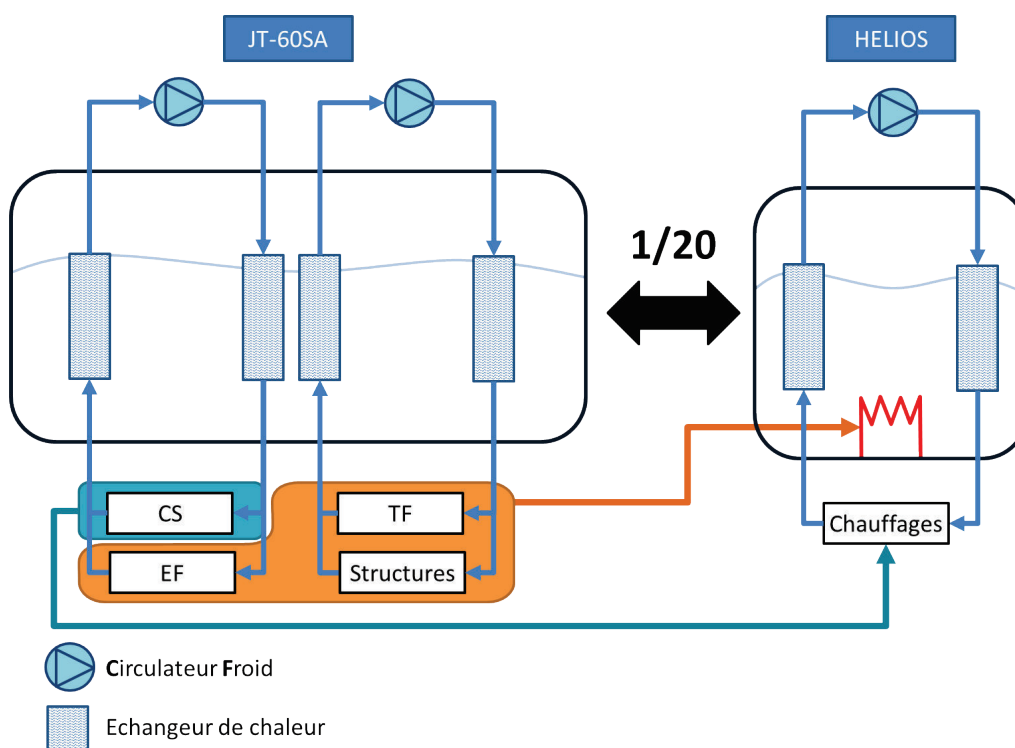 JT-60SA
HELIOS
1/20
CS
TF
EF
Structures
Chauffages
Circulateur Froid
Echangeur de chaleur